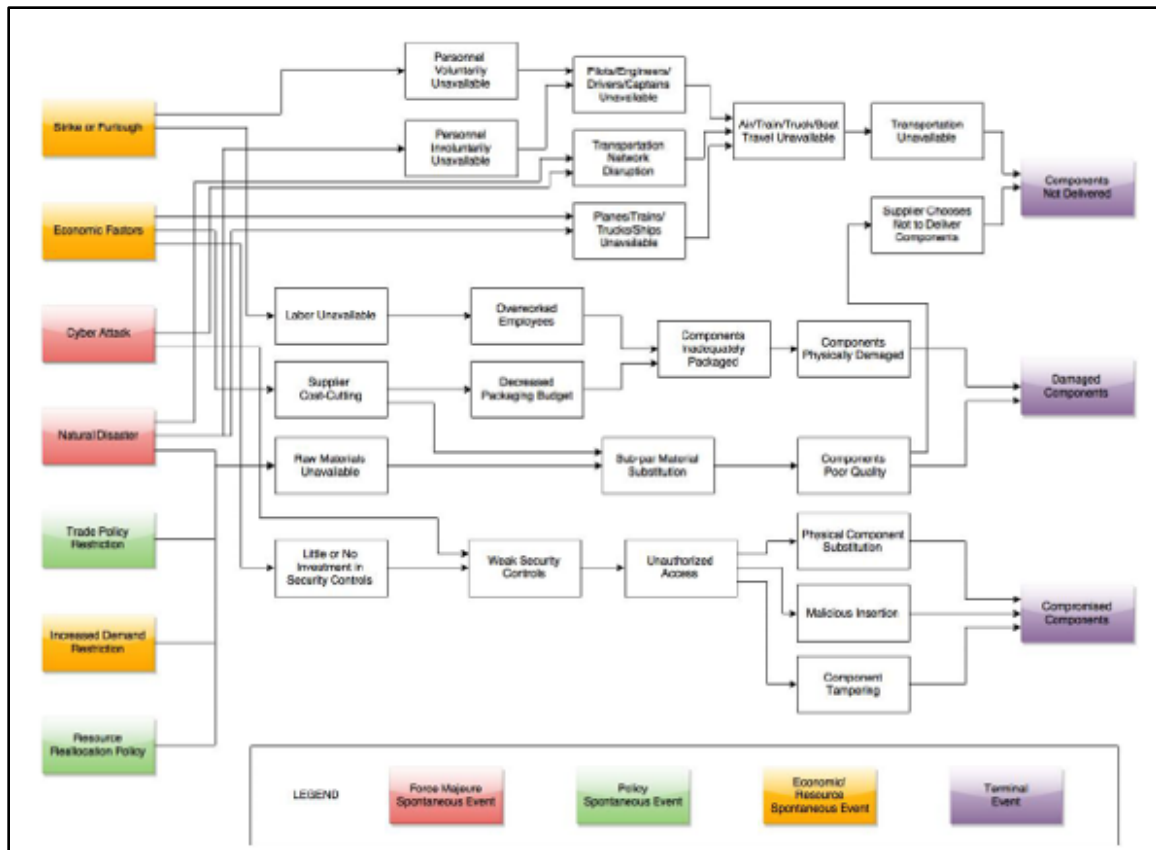 Strike or Furlough
Economic Factors
Cyber Attack
Natural Disaster
Trade Policy
Restriction
Increased Demand
Restriction
Resource
Reallocation Policy
Personnel
Voluntarily
Unavailable
Personnel
Involuntarily
Unavailable
Labor Unavailable
Supplier
Cost-Cutting
Raw Materials
Unavailable
Little or No
Investment in
Security Controls
Pilots/Engineers/
Drivers/Captains
Unavailable
Transportation
Network
Disruption
Planes/Trains/
Trucks/Ships
Unavailable
Overworked
Employees
Decreased
Packaging Budget
Weak Security
Controls
Air/Train/Truck/Boat
Travel Unavailable
Components
Inadequately
Packaged
Sub-par Material
Substitution
Unauthorized
Access
Transportation
Unavailable
Supplier Chooses
Not to Deliver
Components
Components
Physically Damaged
Components
Poor Quality
Physical Component
Substitution
Malicious Insertion
Component
Tampering
Components
Not Delivered
Damaged
Components
Compromised
Components
LEGEND
Force Majeure
Spontaneous Event
Policy
Spontaneous Event
Economic/
Resource
Spontaneous Event
Terminal
Event